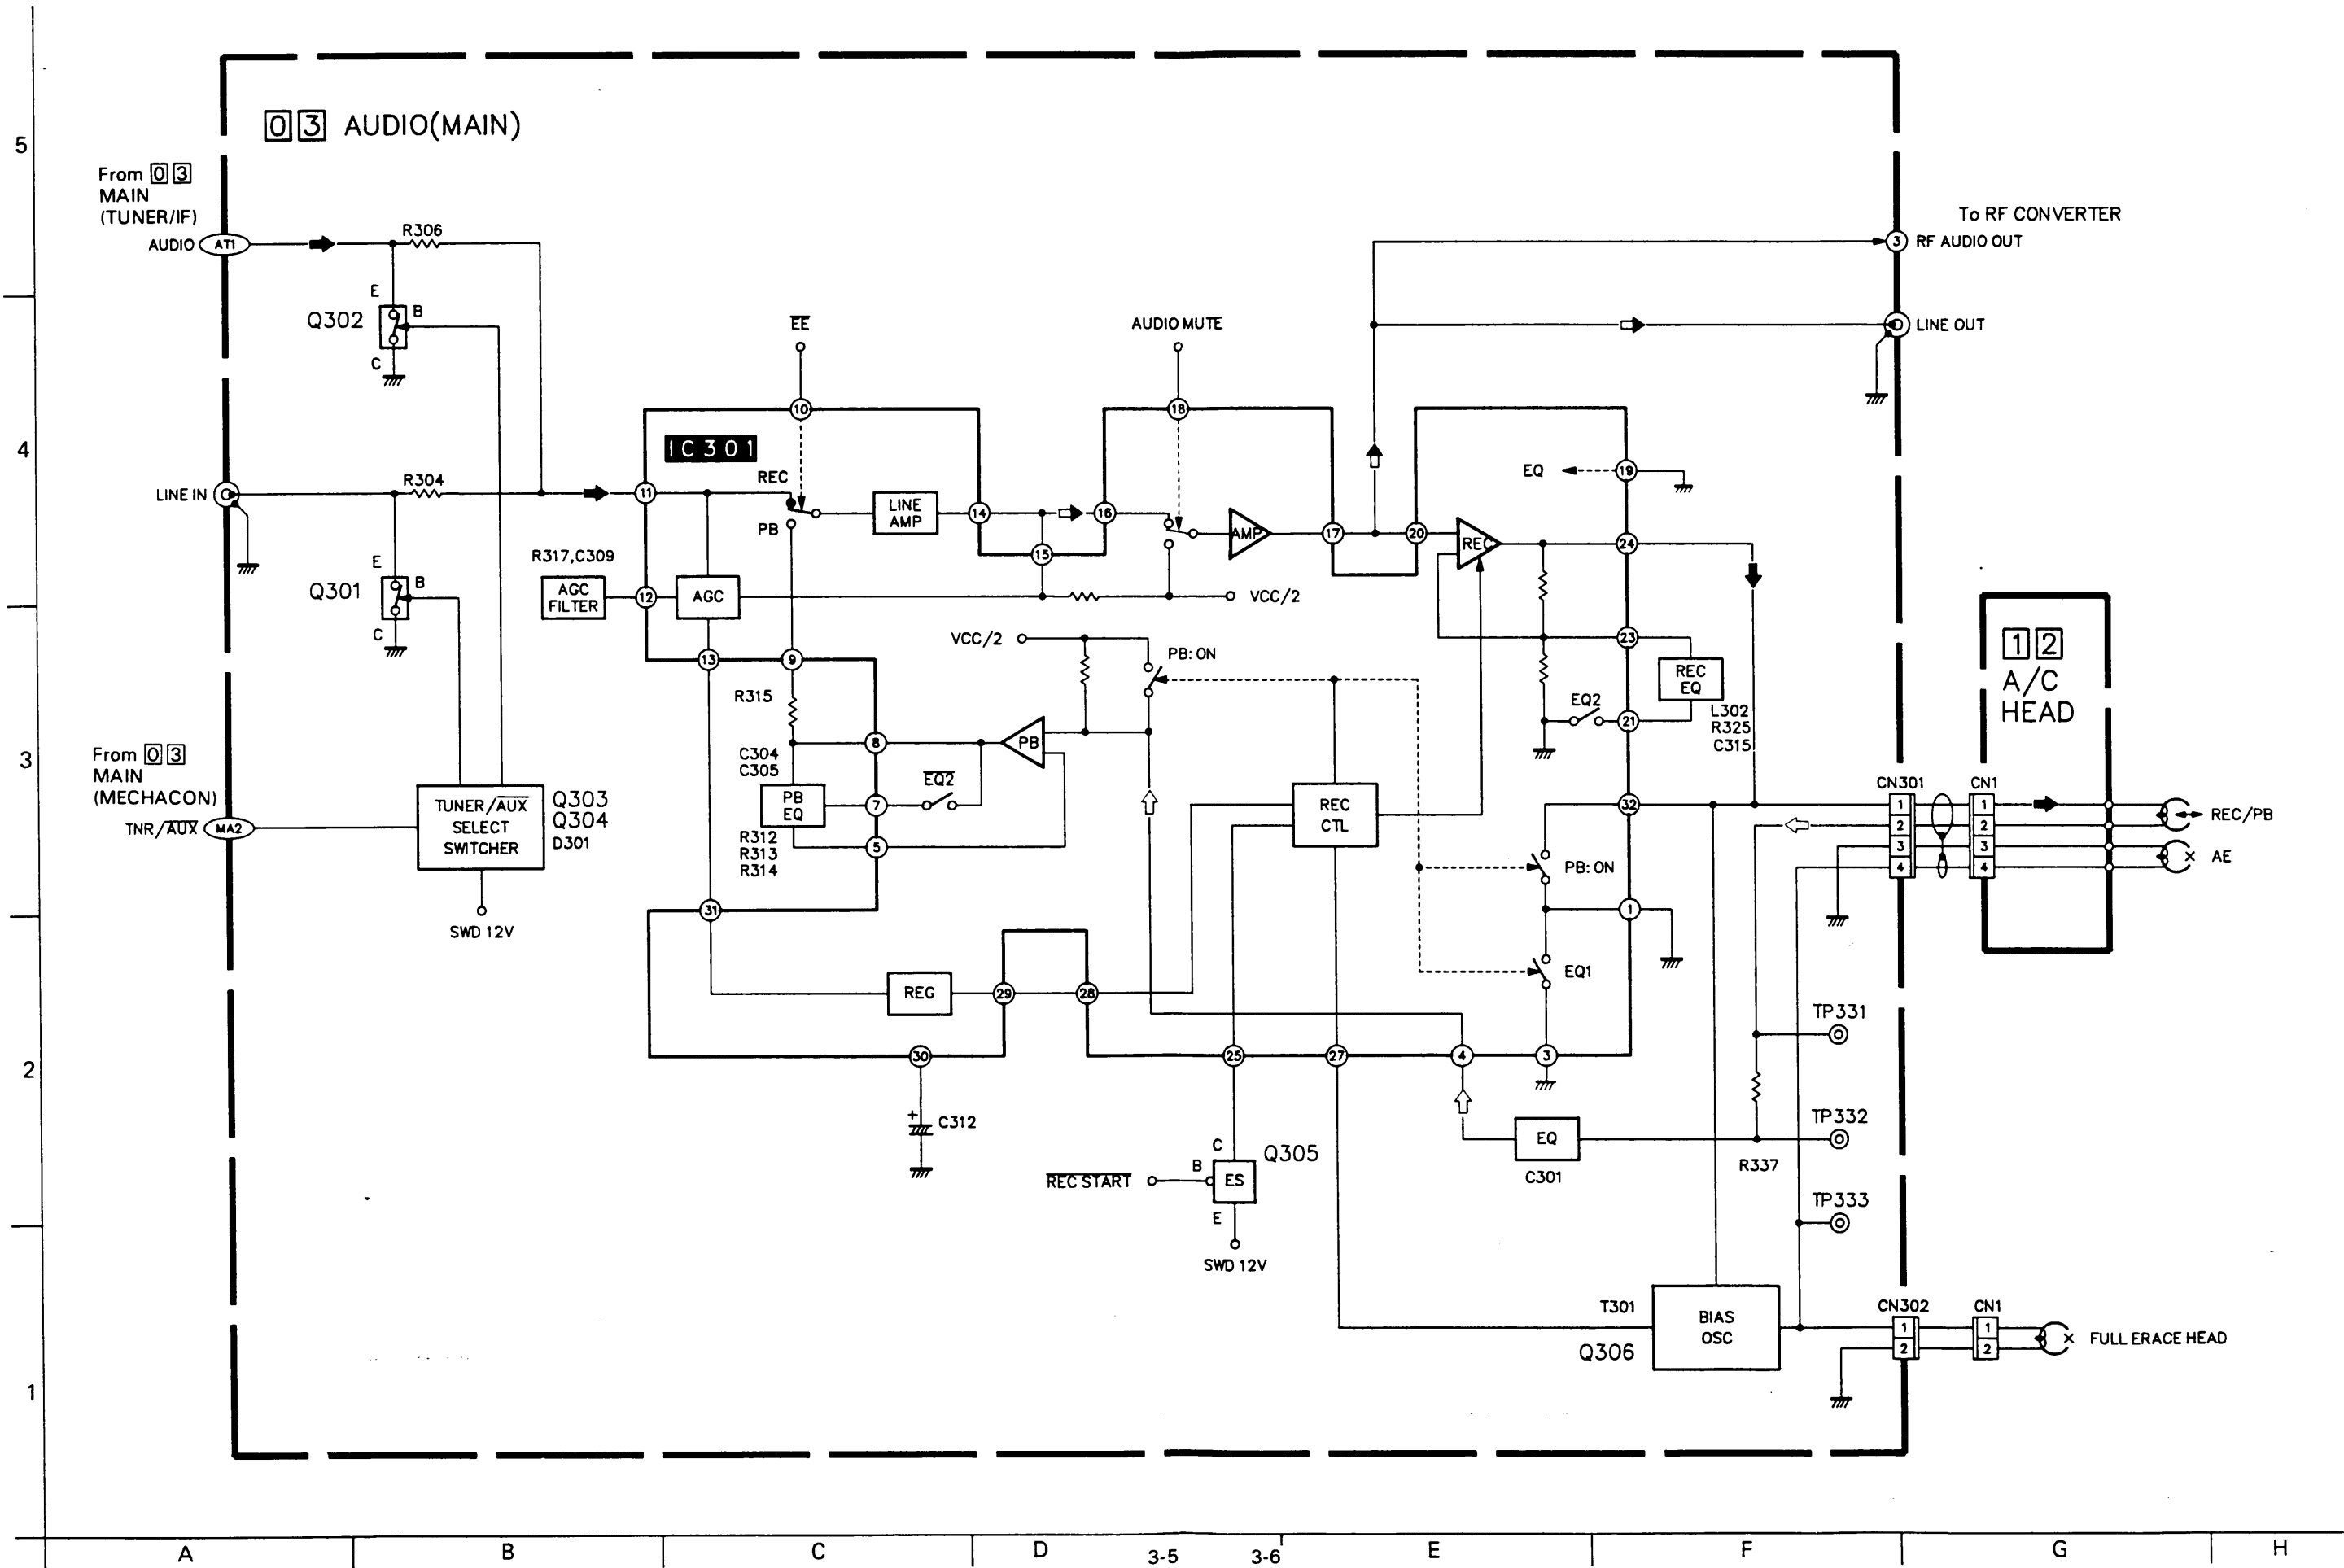 5
4
3
2
1
0 3 AUDIO(MAIN)
From 0 3
MAIN
(TUNER/IF)
AUDIO
AT1
R306
E
B
C
Q302
LINE IN
R304
E
B
C
Q301
From 0 3
MAIN
(MECHACON)
TNR/AUX
MA2
TUNER/AUX
SELECT
SWITCHER
Q303
Q304
D301
SWD 12V
R317,C309
AGC
FILTER
EE
10
IC301
REC
PB
11
12
AGC
LINE
AMP
13
9
14
15
16
AUDIO MUTE
18
AMP
17
20
VCC/2
VCC/2
PB: ON
R315
C304
C305
PB
EQ
R312
R313
R314
8
7
5
EQ2
PB
31
REG
29
28
30
+
C312
REC
CTL
25
27
4
3
C
B
ES
E
Q305
REC START
SWD 12V
EQ
19
REC
24
23
21
EQ2
REC
EQ
L302
R325
C315
32
PB: ON
1
EQ1
EQ
C301
R337
TP331
TP332
TP333
T301
Q306
BIAS
OSC
To RF CONVERTER
3
RF AUDIO OUT
LINE OUT
1 2
A/C
HEAD
CN301
1
2
3
4
CN1
1
2
3
4
REC/PB
AE
CN302
1
2
CN1
1
2
FULL ERACE HEAD
A
B
C
D
3-5
3-6
E
F
G
H